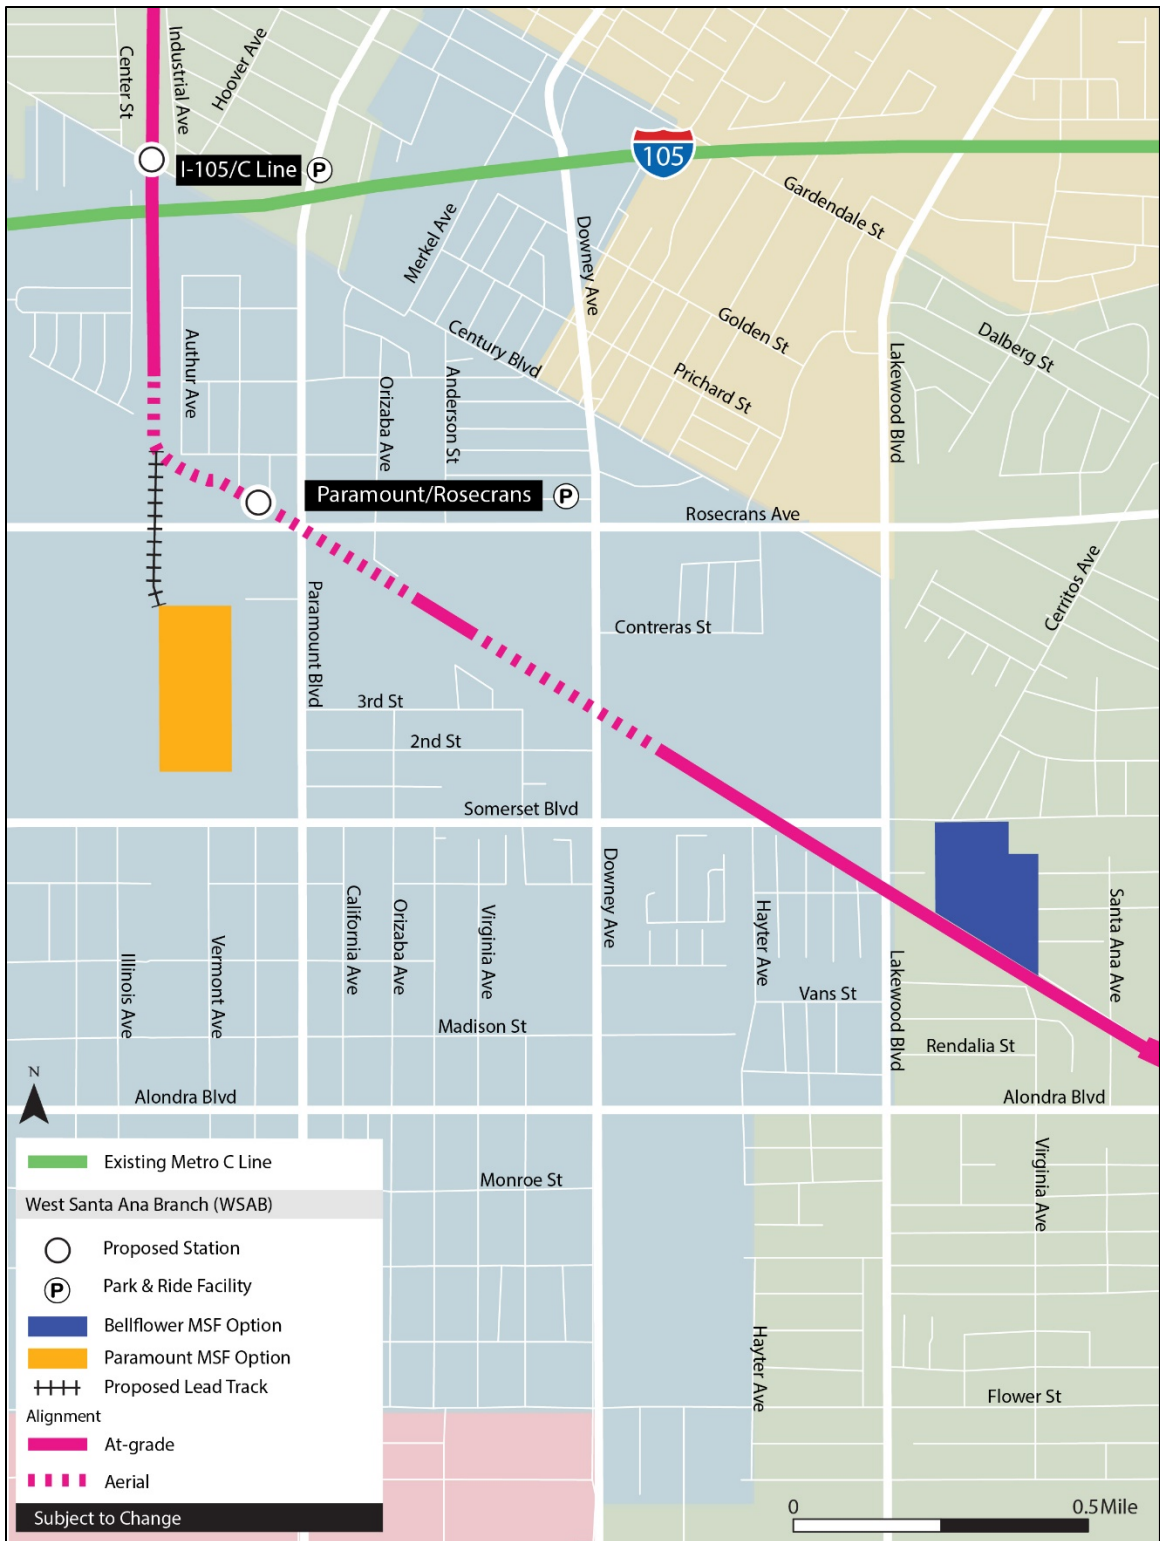 Center St
Industrial Ave
Hoover Ave
I-105/C Line
P
105
Gardendale St
Merkel Ave
Downey Ave
Golden St
Dalberg St
Century Blvd
Prichard St
Lakewood Blvd
Authur Ave
Orizaba Ave
Anderson St
Paramount/Rosecrans
P
Rosecrans Ave
Cerritos Ave
Paramount Blvd
Contreras St
3rd St
2nd St
Somerset Blvd
Downey Ave
California Ave
Orizaba Ave
Virginia Ave
Hayter Ave
Santa Ana Ave
Illinois Ave
Vermont Ave
Lakewood Blvd
Vans St
Madison St
Rendalia St
N
Alondra Blvd
Alondra Blvd
Existing Metro C Line
Monroe St
Virginia Ave
West Santa Ana Branch (WSAB)
Proposed Station
P
Park & Ride Facility
Bellflower MSF Option
Paramount MSF Option
Proposed Lead Track
Hayter Ave
Flower St
Alignment
At-grade
Aerial
Subject to Change
0
0.5 Mile